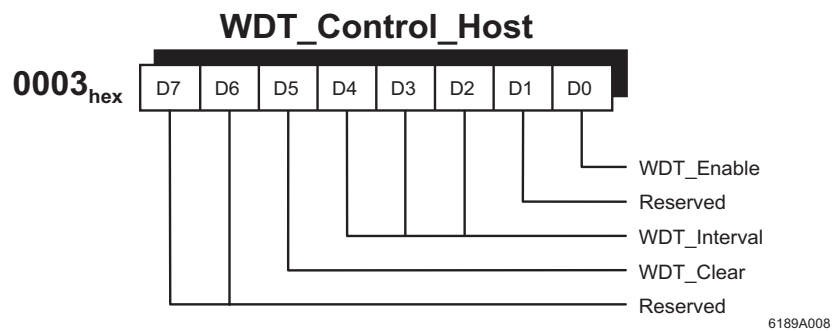 WDT_Control_Host
0003hex D7 D6 D5 D4 D3 D2 D1 D0
WDT_Enable
Reserved
WDT_Interval
WDT_Clear
Reserved
6189A008